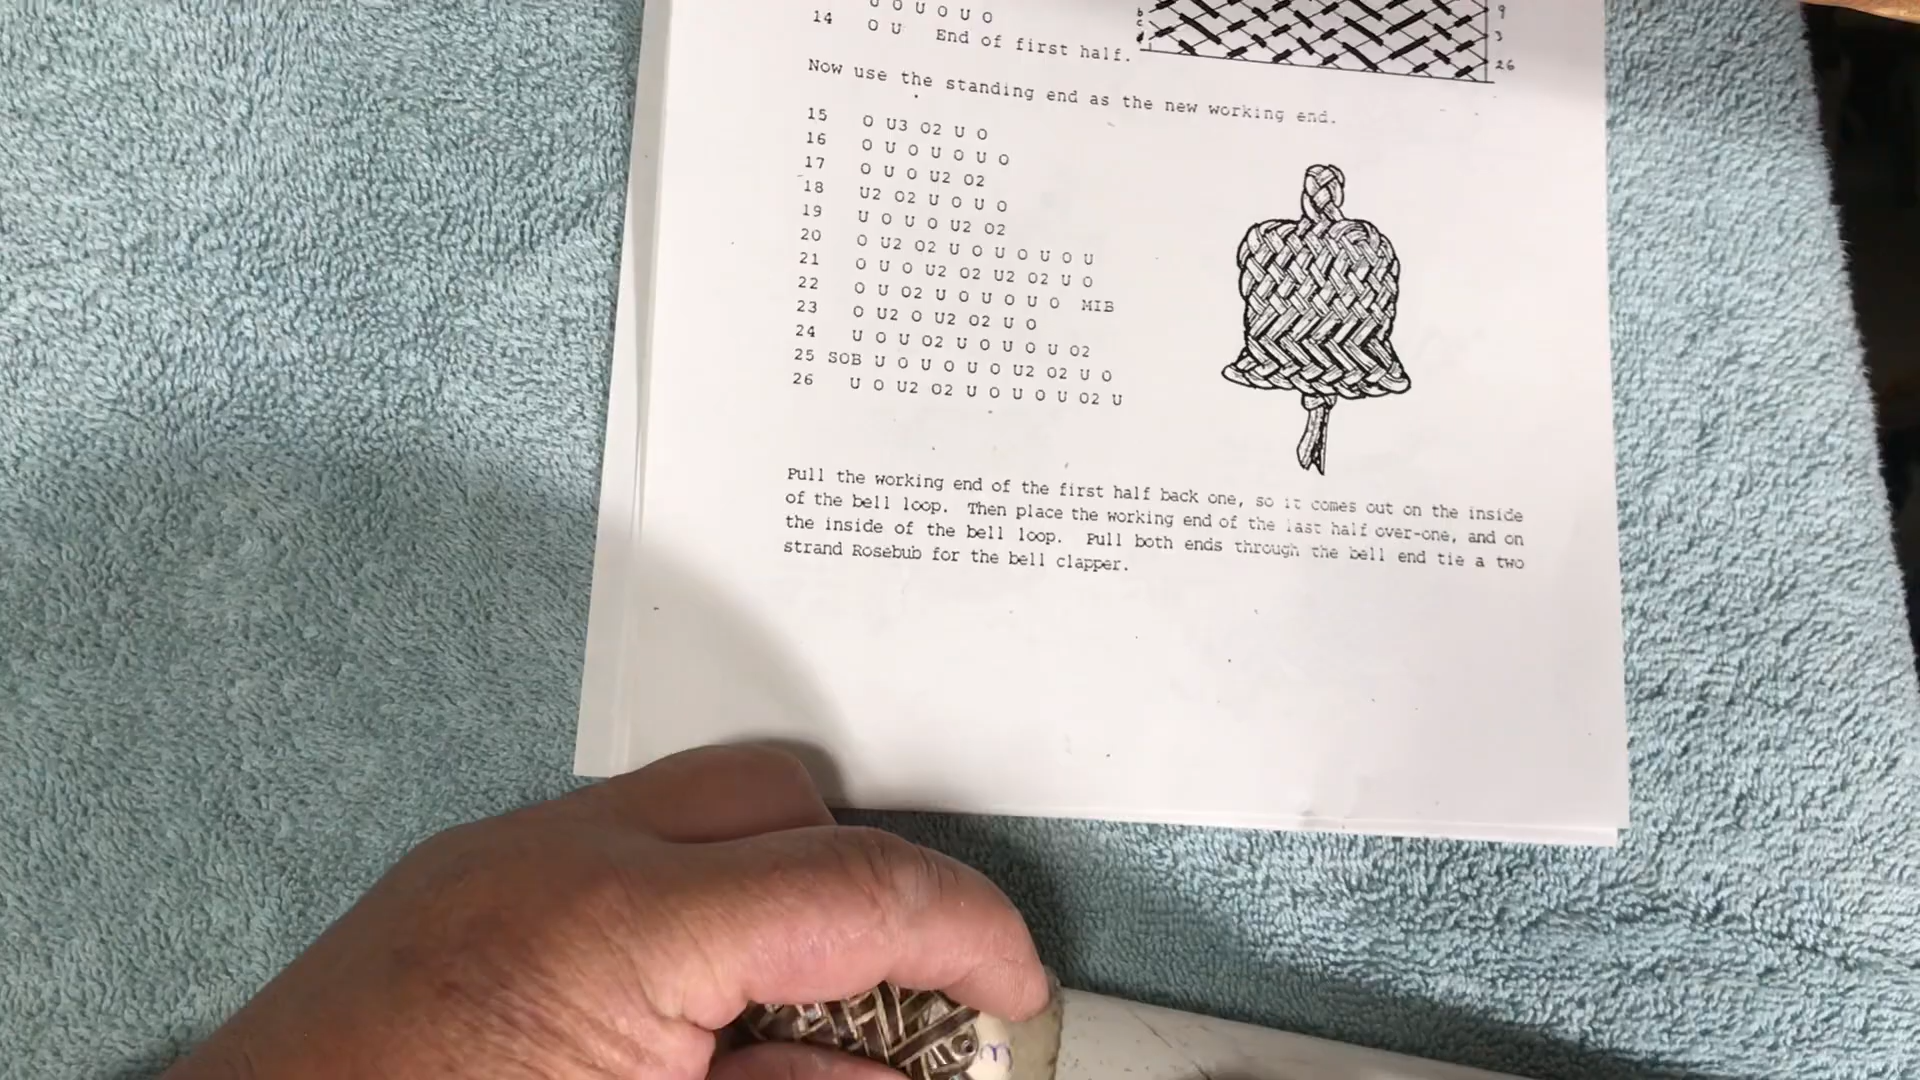 O U O U O
14 O U End of first half.
Now use the standing end as the new working end.
15 O U3 O2 U O
16 O U O U O U O
17 O U O U2 O2
18 U2 O2 U O U O
19 U O U O U2 O2
20 O U2 O2 U O U O U O U
21 O U O U2 O2 U2 O2 U O
22 O U O2 U O U O U O MIB
23 O U2 O U2 O2 U O
24 U O U O2 U O U O U O2
25 SOB U O U O U O U2 O2 U O
26 U O U2 O2 U O U O U O2 U
b
c
d
1
9
3
26
Pull the working end of the first half back one, so it comes out on the inside
of the bell loop. Then place the working end of the last half over-one, and on
the inside of the bell loop. Pull both ends through the bell end tie a two
strand Rosebub for the bell clapper.
m